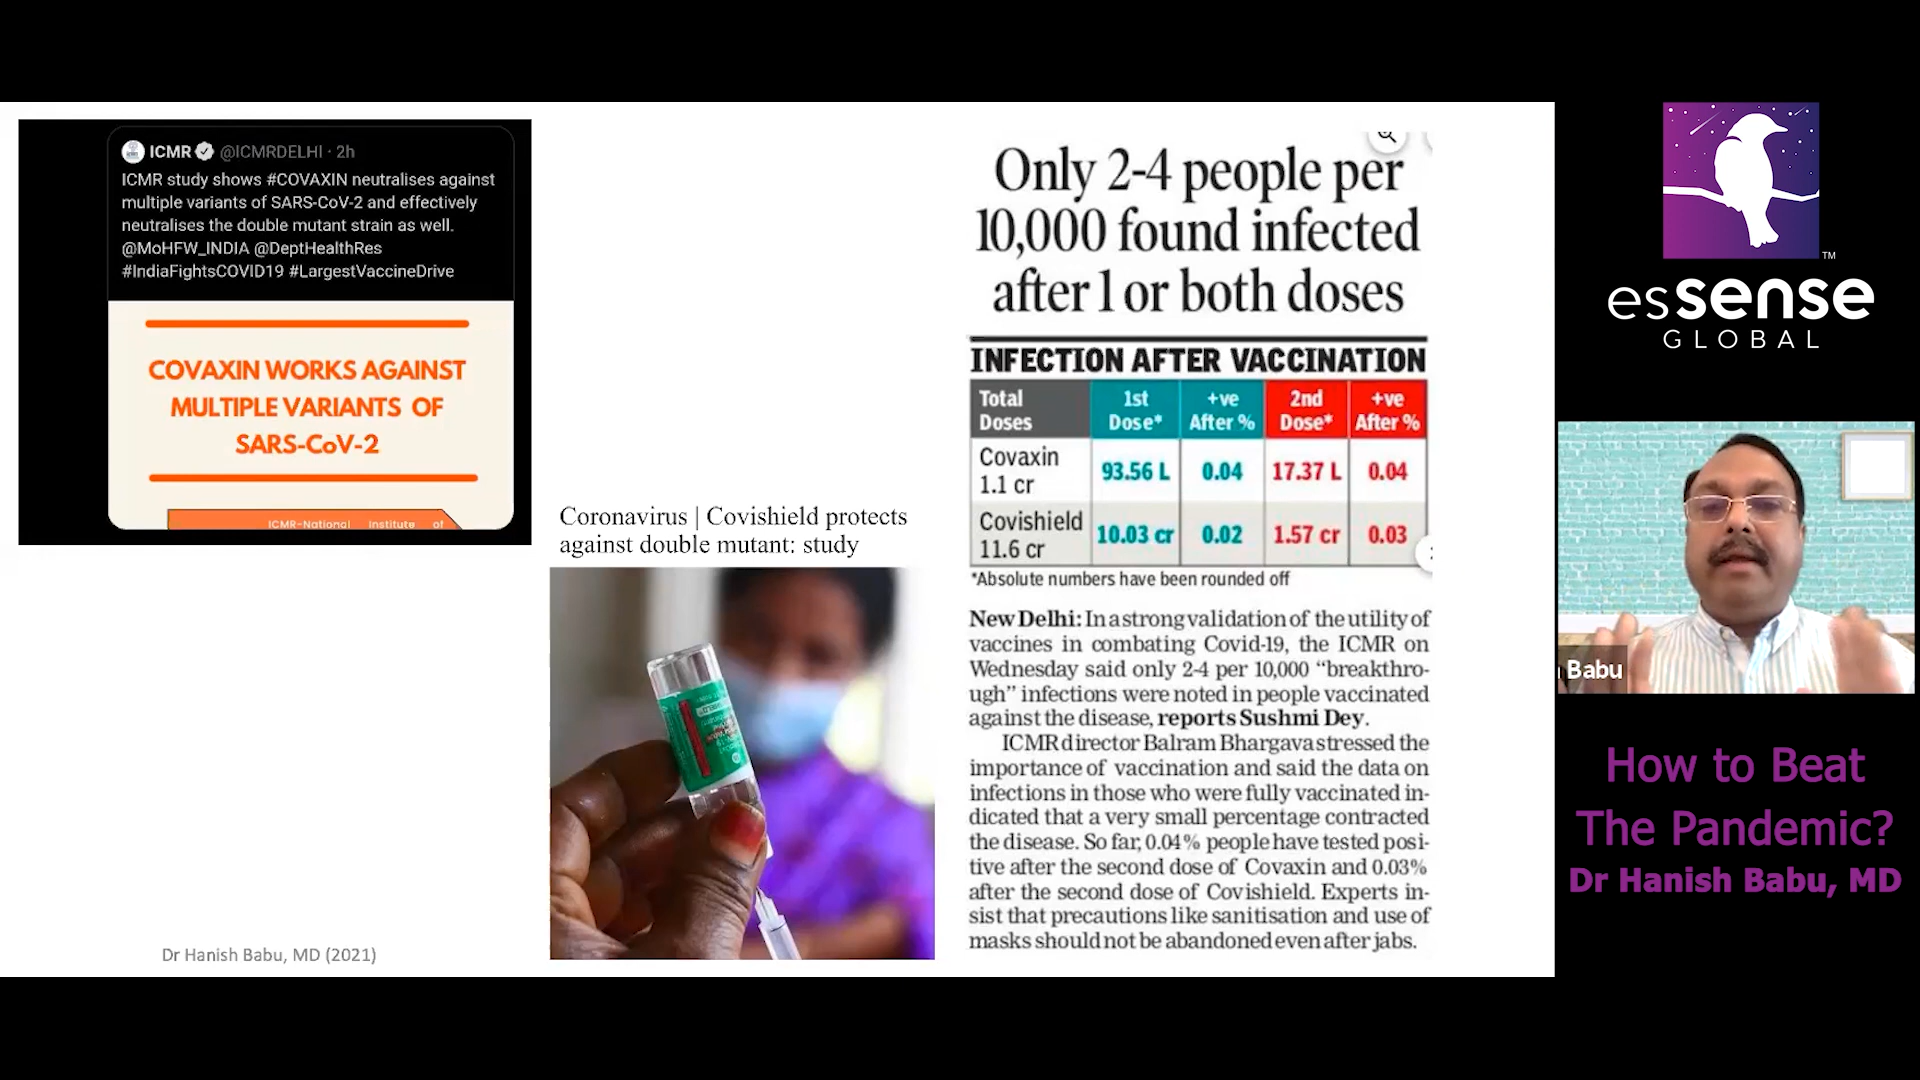 ICMR @ICMRDELHI · 2h
ICMR study shows #COVAXIN neutralises against
multiple variants of SARS-CoV-2 and effectively
neutralises the double mutant strain as well.
@MoHFW_INDIA @DeptHealthRes
#IndiaFightsCOVID19 #LargestVaccineDrive
COVAXIN WORKS AGAINST
MULTIPLE VARIANTS OF
SARS-CoV-2
ICMR-National Institute of
Coronavirus | Covishield protects
against double mutant: study
Dr Hanish Babu, MD (2021)
Only 2-4 people per
10,000 found infected
after 1 or both doses
INFECTION AFTER VACCINATION
Total Doses 1st Dose* +ve After % 2nd Dose* +ve After %
Covaxin 1.1 cr 93.56 L 0.04 17.37 L 0.04
Covishield 11.6 cr 10.03 cr 0.02 1.57 cr 0.03
*Absolute numbers have been rounded off
New Delhi: In a strong validation of the utility of
vaccines in combating Covid-19, the ICMR on
Wednesday said only 2-4 per 10,000 “breakthro-
ugh” infections were noted in people vaccinated
against the disease, reports Sushmi Dey.
ICMR director Balram Bhargava stressed the
importance of vaccination and said the data on
infections in those who were fully vaccinated in-
dicated that a very small percentage contracted
the disease. So far, 0.04% people have tested posi-
tive after the second dose of Covaxin and 0.03%
after the second dose of Covishield. Experts in-
sist that precautions like sanitisation and use of
masks should not be abandoned even after jabs.
TM
esSENSE
GLOBAL
Babu
How to Beat
The Pandemic?
Dr Hanish Babu, MD